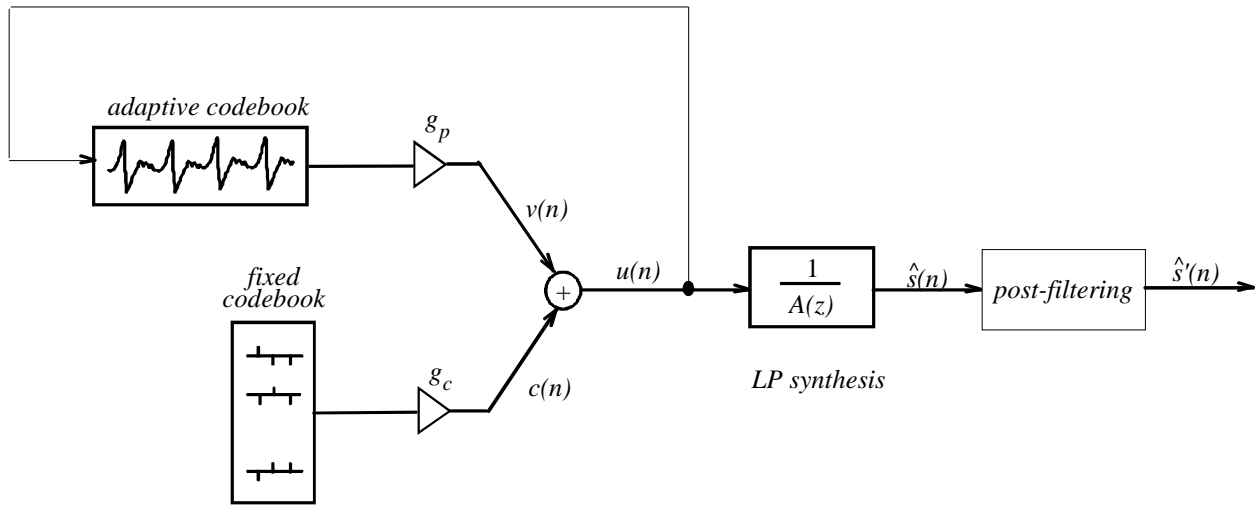 adaptive codebook
g_p
v(n)
fixed
codebook
g_c
c(n)
+
u(n)
1
A(z)
LP synthesis
ŝ(n)
post-filtering
ŝ'(n)